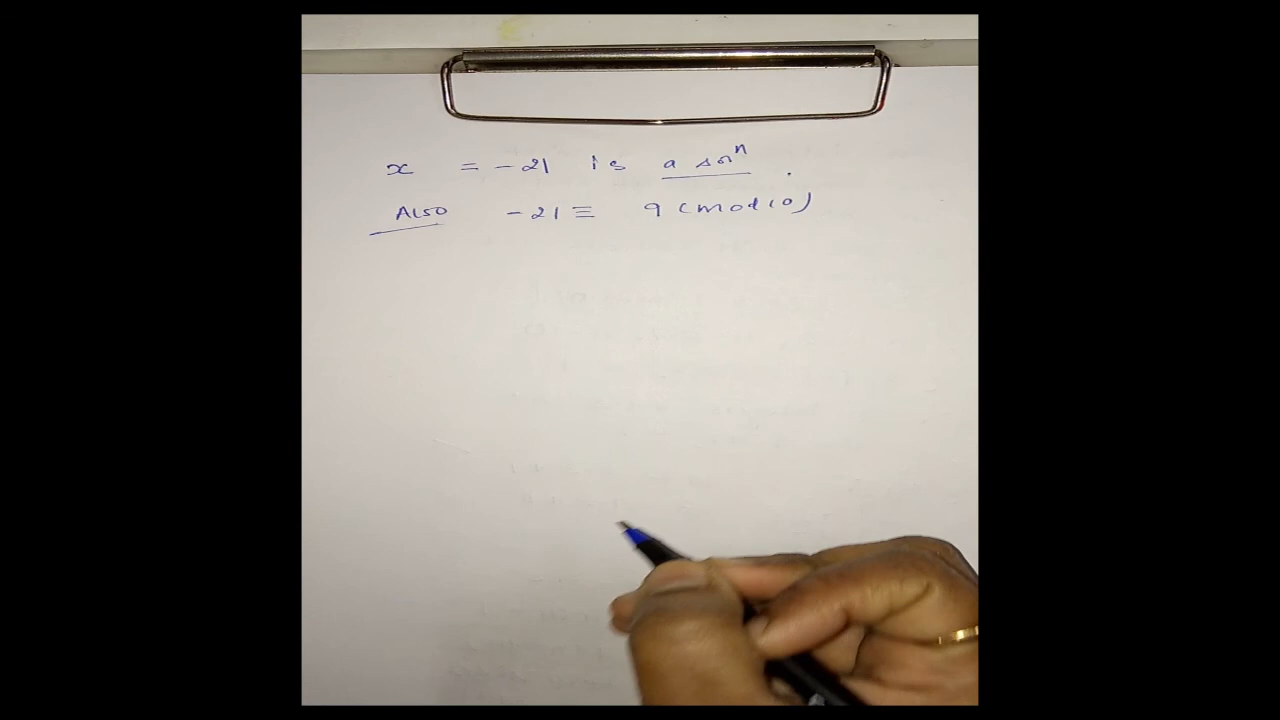 x = -21 is a solⁿ .
Also -21 ≡ 9 (mod 10)